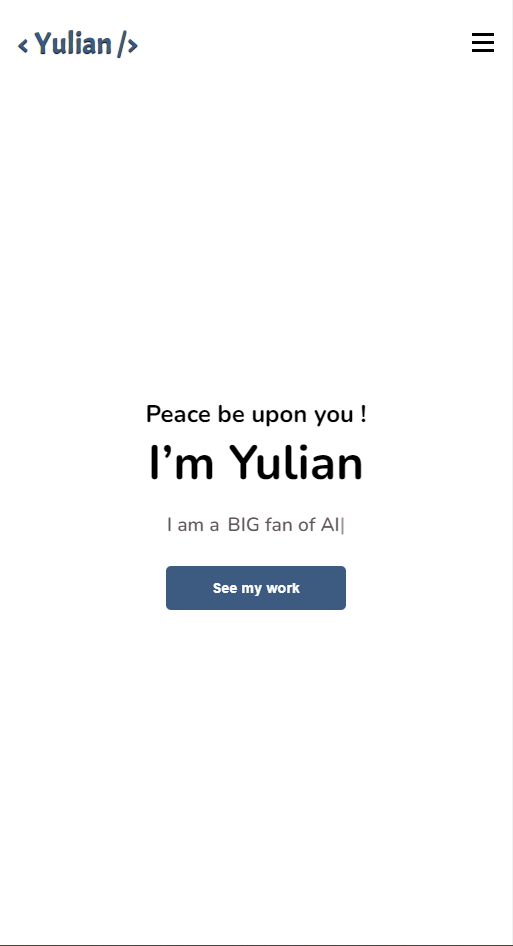 < Yulian />
Peace be upon you !
I’m Yulian
I am a BIG fan of AI|
See my work